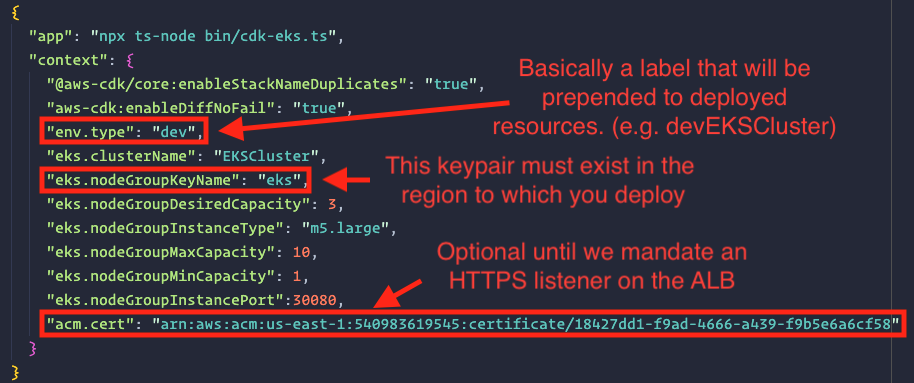 {
"app": "npx ts-node bin/cdk-eks.ts",
"context": {
"@aws-cdk/core:enableStackNameDuplicates": "true",
"aws-cdk:enableDiffNoFail": "true",
"env.type": "dev",
"eks.clusterName": "EKSCluster",
"eks.nodeGroupKeyName": "eks",
"eks.nodeGroupDesiredCapacity": 3,
"eks.nodeGroupInstanceType": "m5.large",
"eks.nodeGroupMaxCapacity": 10,
"eks.nodeGroupMinCapacity": 1,
"eks.nodeGroupInstancePort":30080,
"acm.cert": "arn:aws:acm:us-east-1:540983619545:certificate/18427dd1-f9ad-4666-a439-f9b5e6a6cf58"
}
}
Basically a label that will be
prepended to deployed
resources. (e.g. devEKSCluster)
This keypair must exist in the
region to which you deploy
Optional until we mandate an
HTTPS listener on the ALB